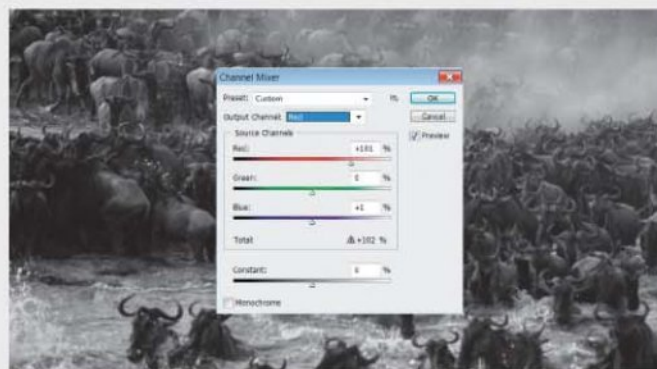 Channel Mixer
Preset: Custom
OK
Output Channel: Red
Cancel
Source Channels
Preview
Red: +101 %
Green: 0 %
Blue: +1 %
Total: +102 %
Constant: 0 %
Monochrome